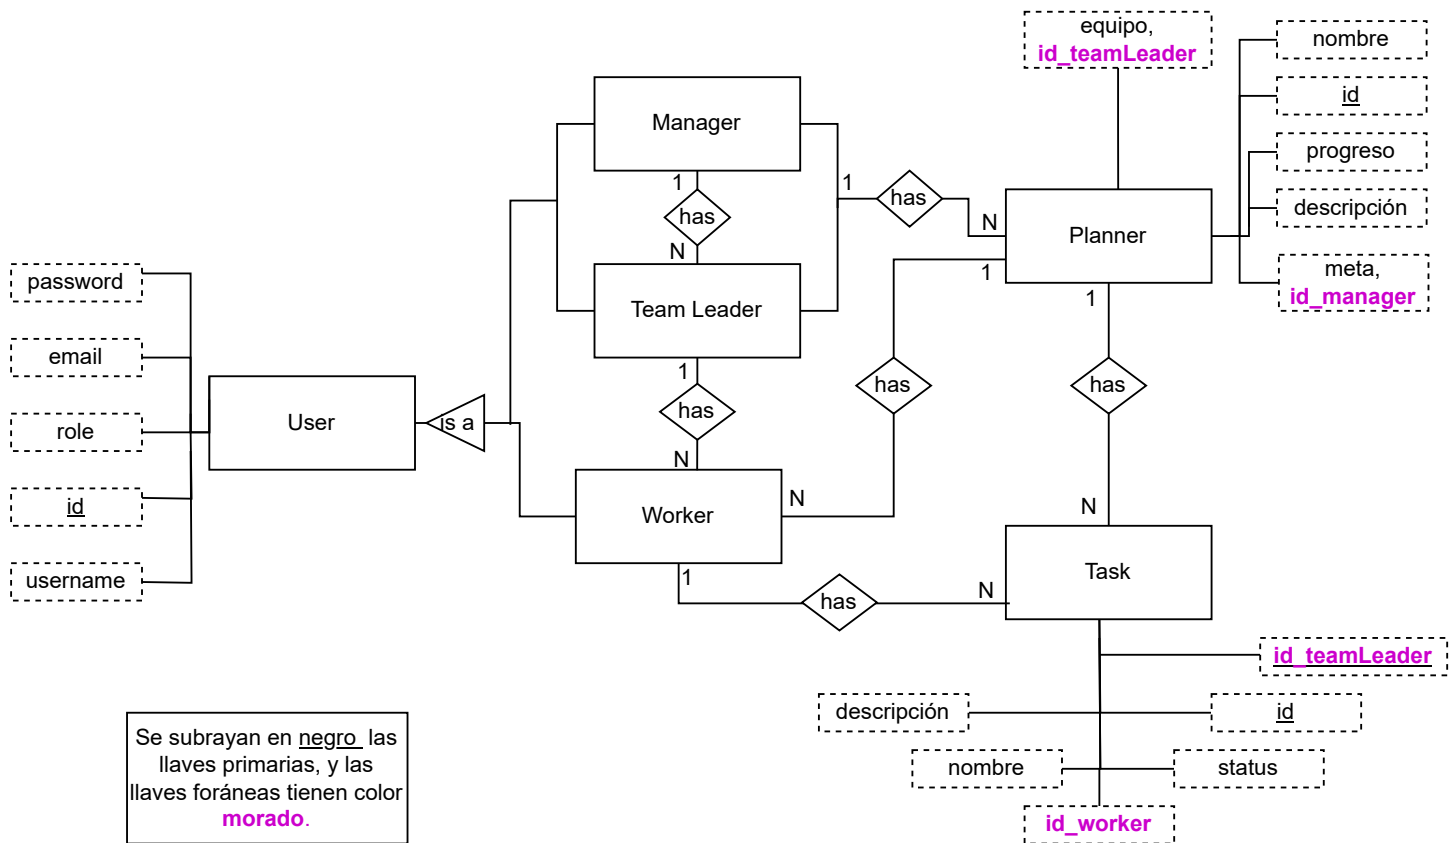 equipo,
id_teamLeader
nombre
id
progreso
descripción
meta,
id_manager
Manager
1
has
N
Team Leader
1
has
N
Planner
1
1
password
email
role
id
username
User
is a
1
has
N
Worker
N
has
has
N
Task
1
has
N
id_teamLeader
descripción
id
nombre
status
id_worker
Se subrayan en negro las
llaves primarias, y las
llaves foráneas tienen color
morado.